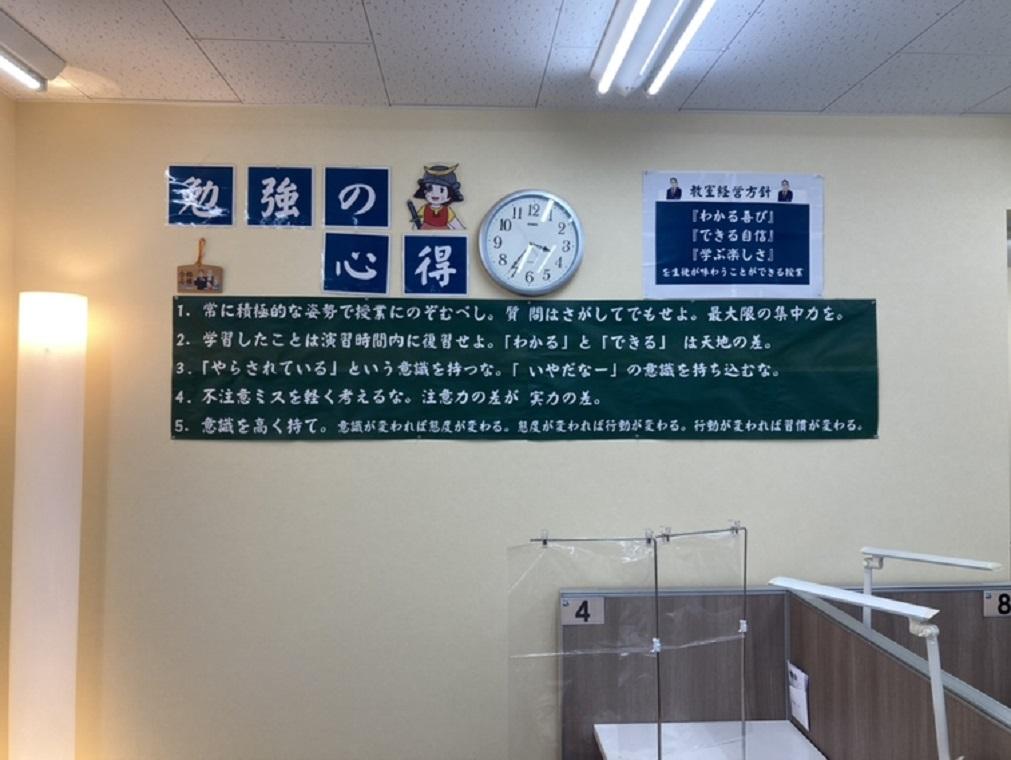 勉強の
心得
12
1
2
3
4
5
6
7
8
9
10
11
教室経営方針
『わかる喜び』
『できる自信』
『学ぶ楽しさ』
を生徒が味わうことができる授業
1. 常に積極的な姿勢で授業にのぞむべし。質 問はさがしてでもせよ。最大限の集中力を。
2. 学習したことは演習時間内に復習せよ。「わかる」と「できる」 は天地の差。
3.「やらされている」という意識を持つな。「 いやだなー」の意識を持ち込むな。
4. 不注意ミスを軽く考えるな。注意力の差が 実力の差。
5. 意識を高く持て。意識が変われば態度が変わる。態度が変われば行動が変わる。行動が変われば習慣が変わる。
4
8